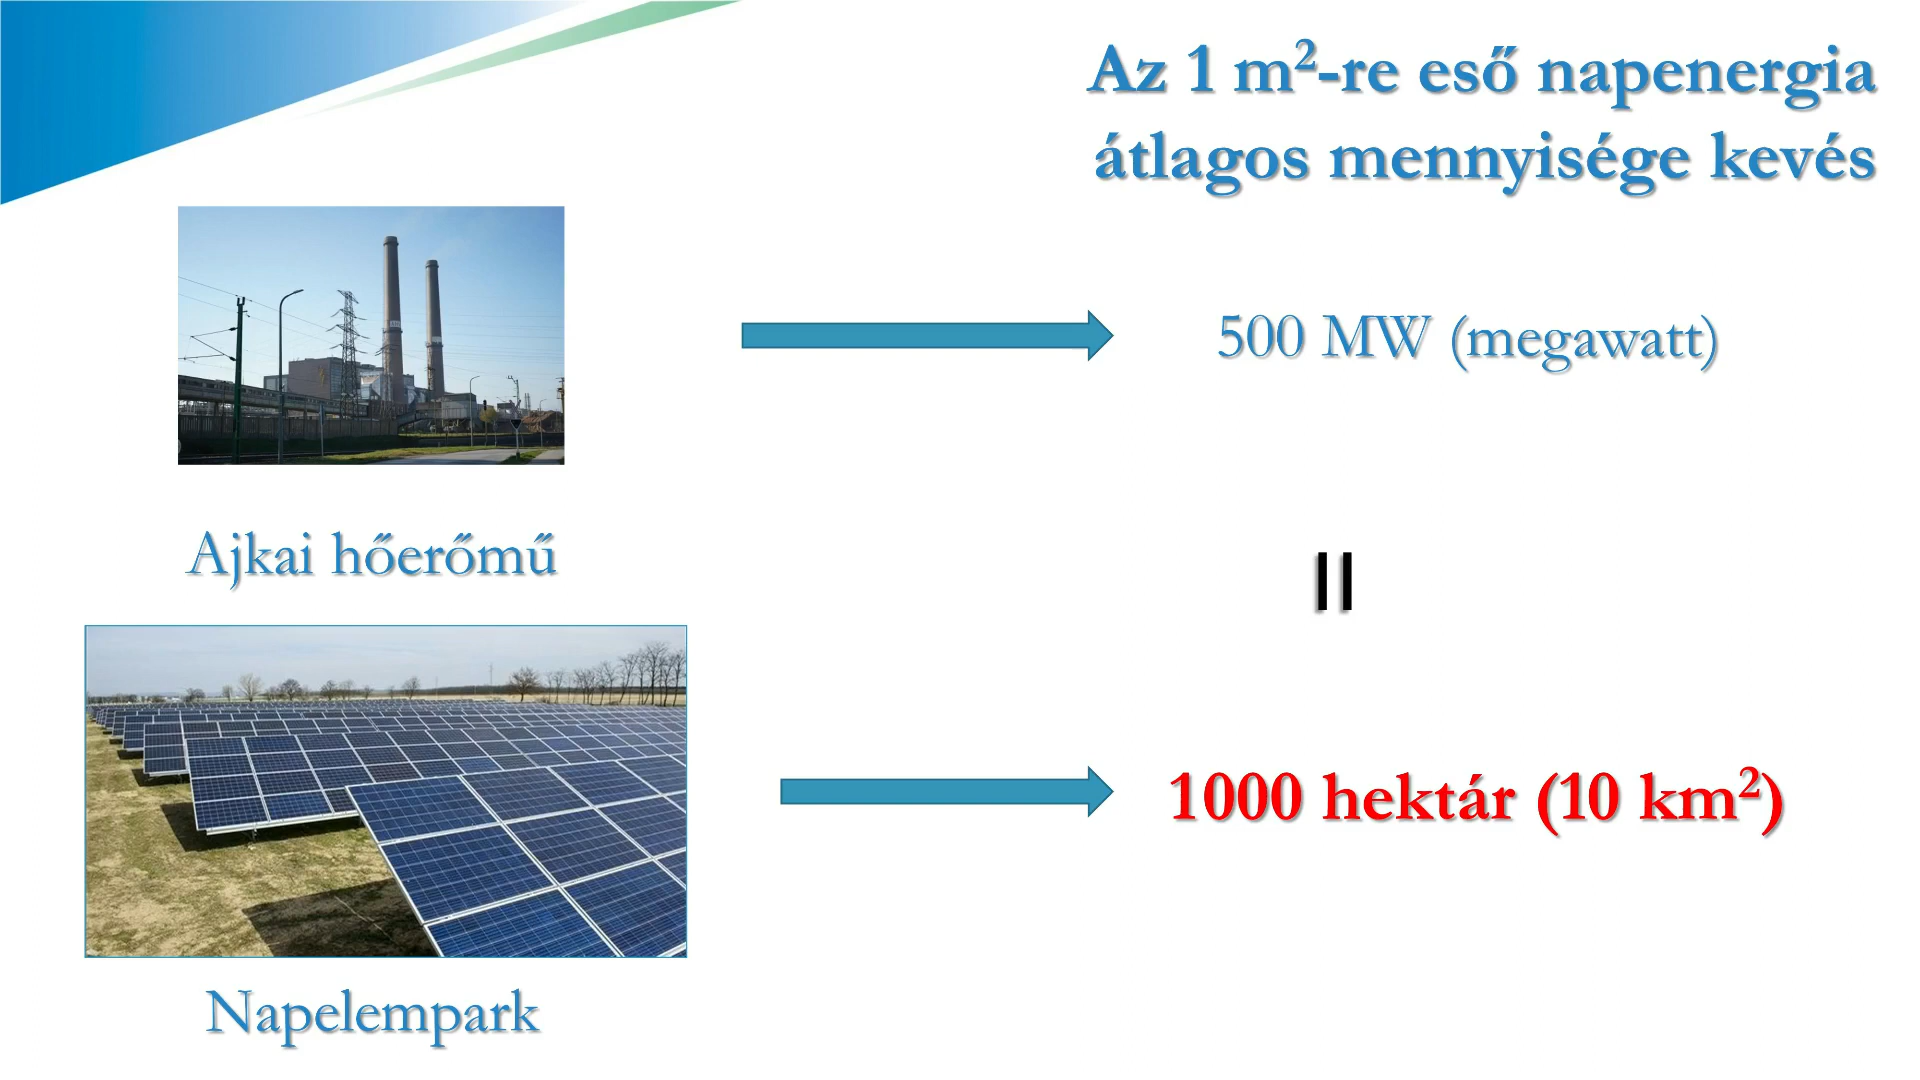 Az 1 m²-re eső napenergia
átlagos mennyisége kevés
500 MW (megawatt)
Ajkai hőerőmű
=
1000 hektár (10 km²)
Napelempark